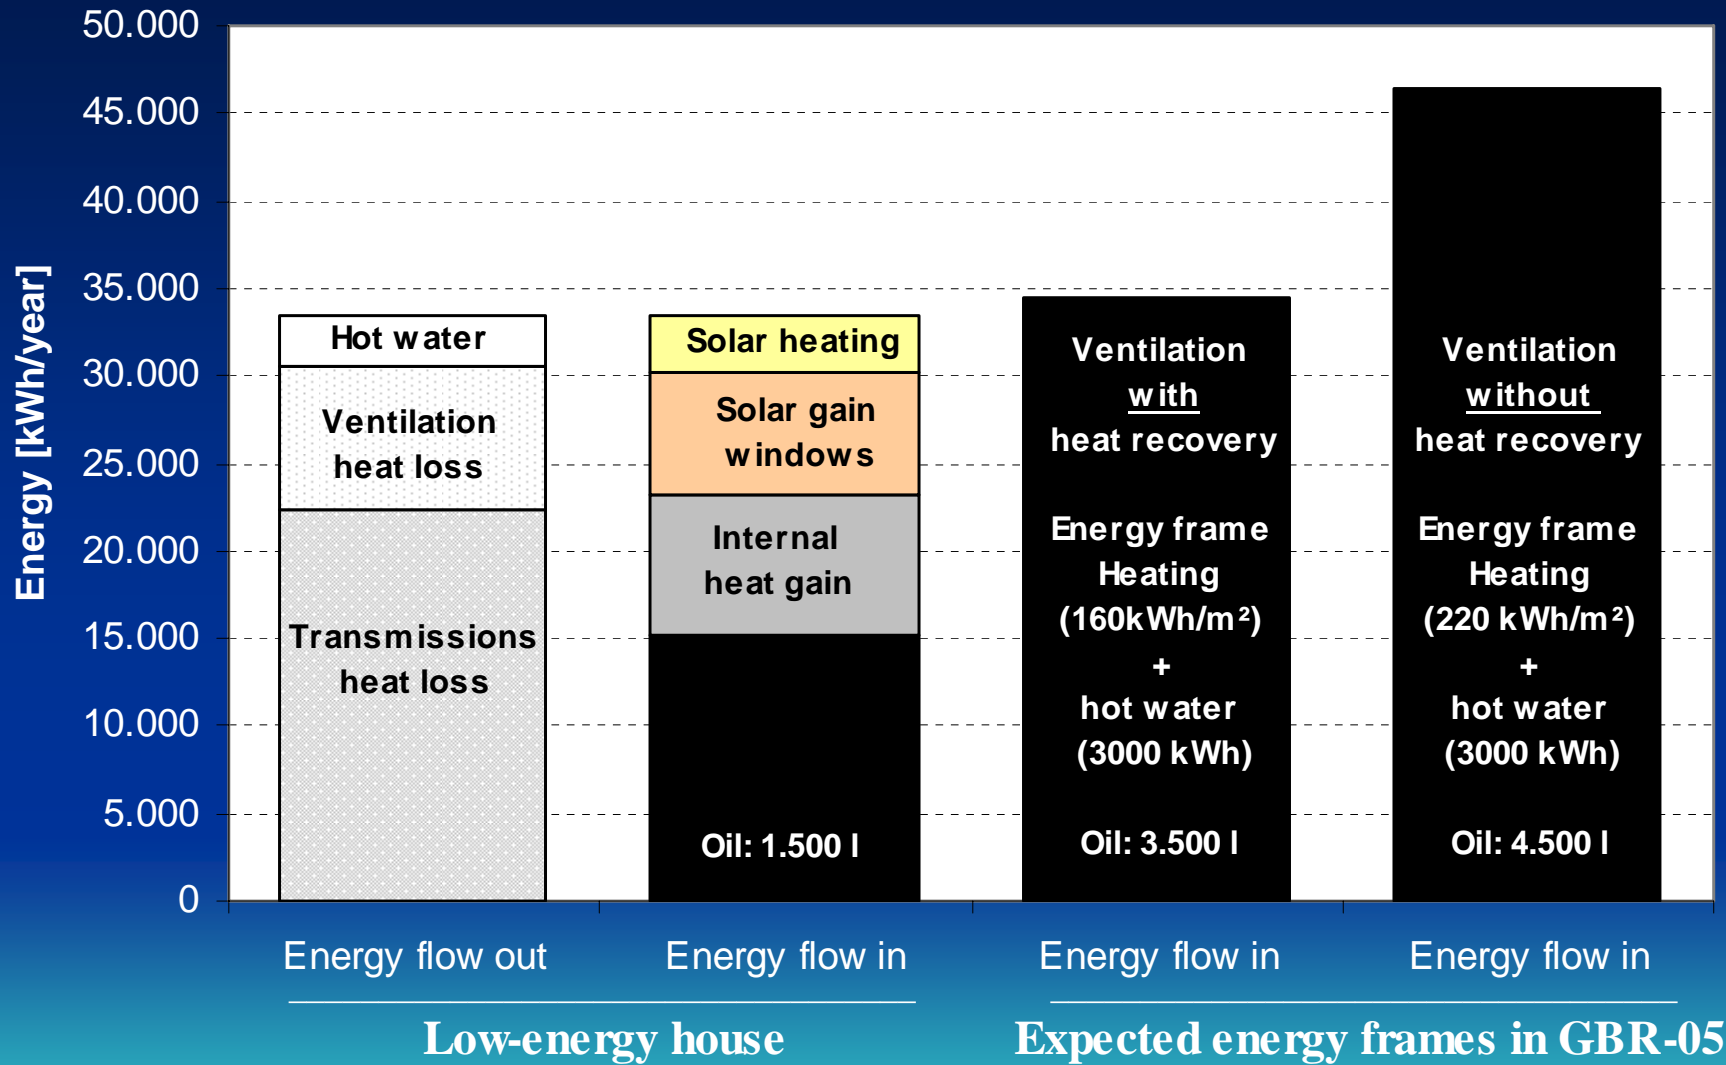 Energy [kWh/year]
50.000
45.000
40.000
35.000
30.000
25.000
20.000
15.000
10.000
5.000
0
Hot water
Ventilation
heat loss
Transmissions
heat loss
Solar heating
Solar gain
windows
Internal
heat gain
Oil: 1.500 l
Ventilation
with
heat recovery
Energy frame
Heating
(160kWh/m²)
+
hot water
(3000 kWh)
Oil: 3.500 l
Ventilation
without
heat recovery
Energy frame
Heating
(220 kWh/m²)
+
hot water
(3000 kWh)
Oil: 4.500 l
Energy flow out
Energy flow in
Energy flow in
Energy flow in
Low-energy house
Expected energy frames in GBR-05